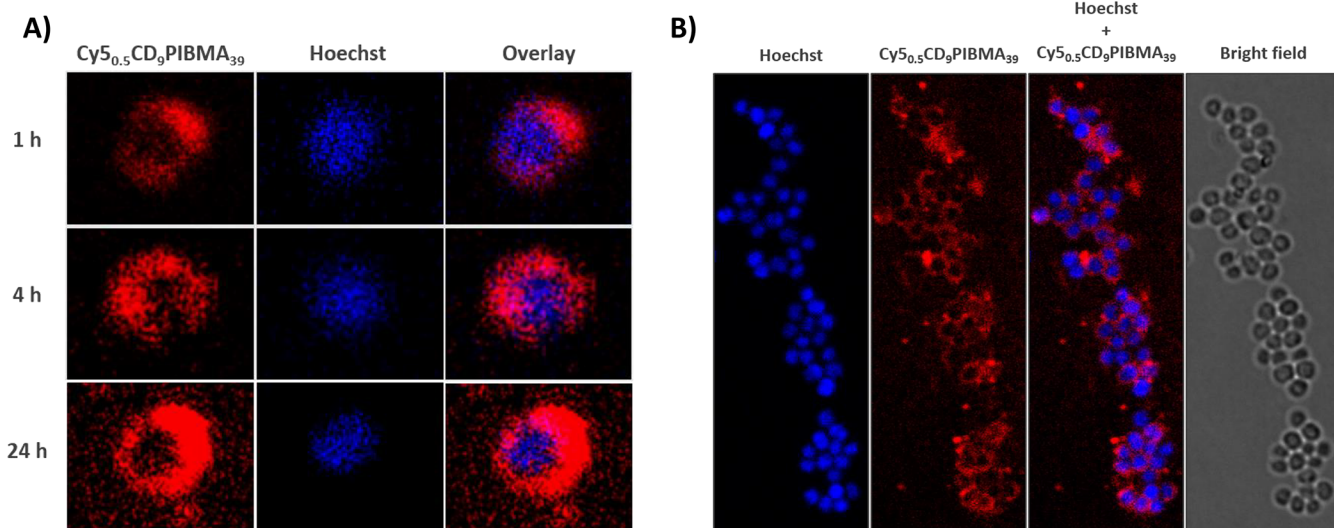 A)
Cy5₀.₅CD₉PIBMA₃₉ Hoechst Overlay
1 h
4 h
24 h
B)
Hoechst
Cy5₀.₅CD₉PIBMA₃₉
Hoechst
+
Cy5₀.₅CD₉PIBMA₃₉
Bright field